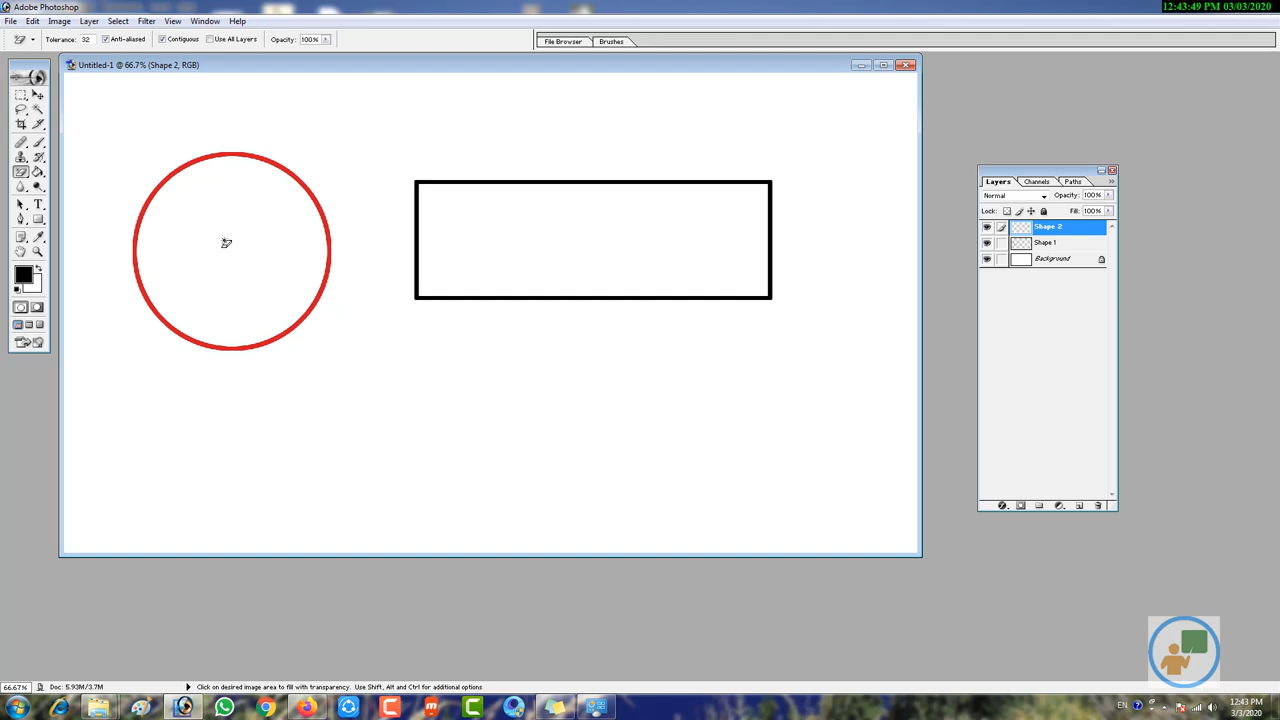 Adobe Photoshop
12:43:49 03/03/2020
File Edit Image Layer Select Filter View Window Help
Tolerance: 32 Anti-aliased Contiguous Use All Layers Opacity: 100% File Browser Brushes
Untitled-1 @ 66.7% (Shape 2, RGB)
Layers Channels Paths
Normal Opacity: 100%
Lock: Fill: 100%
Shape 2
Shape 1
Background
66.67% Doc: 5.93M/3.7M Click on desired image area to fill with transparency. Use Shift, Alt and Ctrl for additional options
EN 12:43 PM
3/3/2020